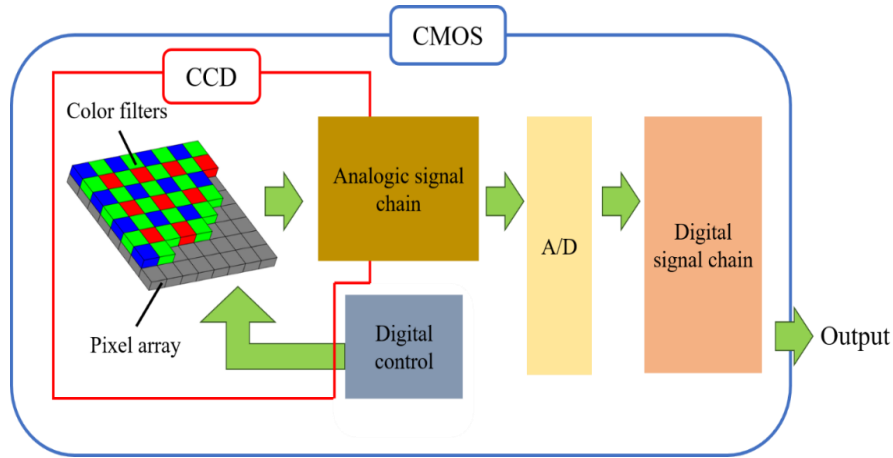 CMOS
CCD
Color filters
Analogic signal
chain
A/D
Digital
signal chain
Digital
control
Pixel array
Output